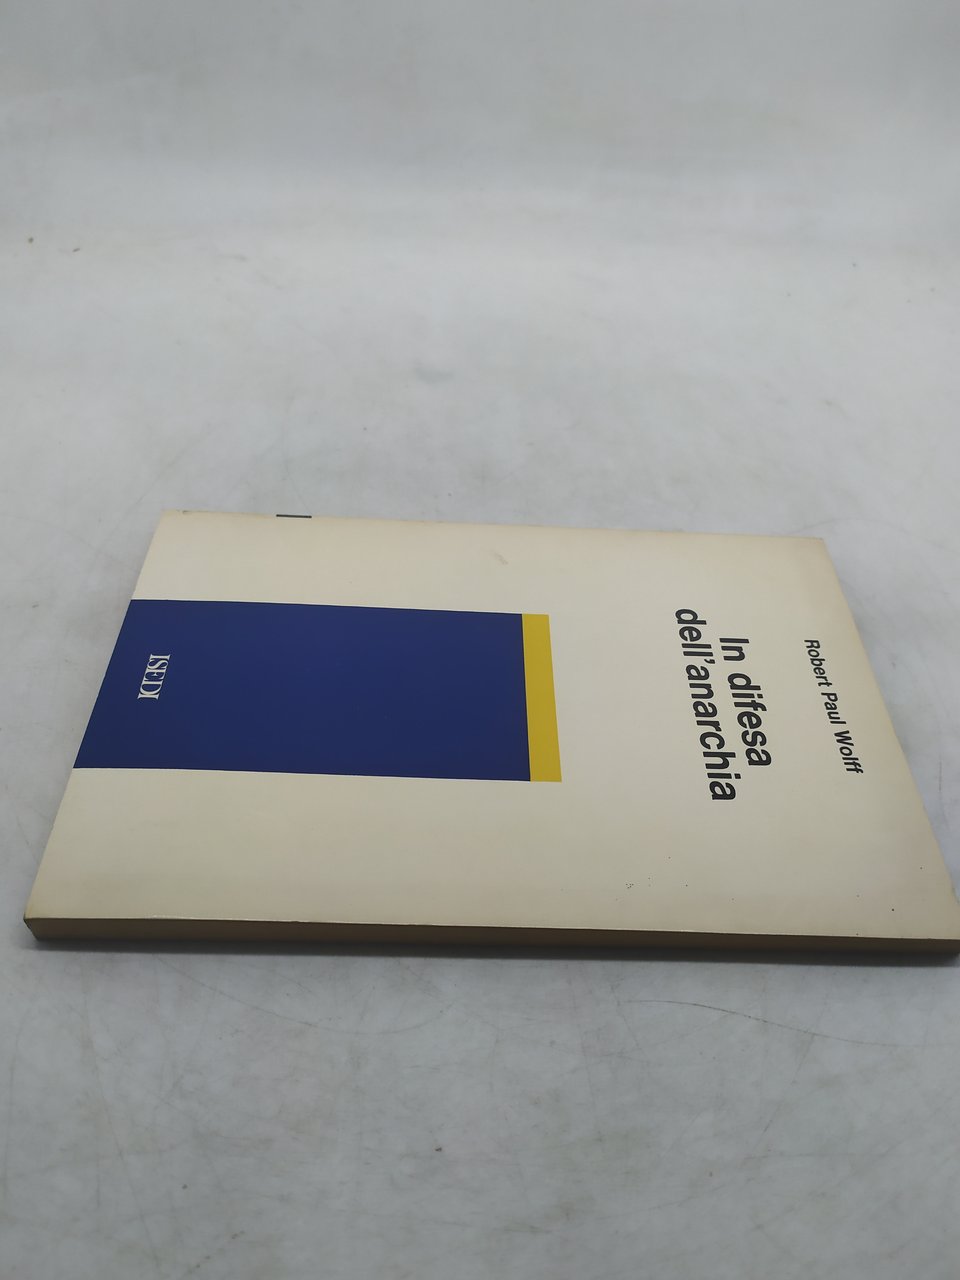 Robert Paul Wolff
In difesa
dell'anarchia
ISEDI